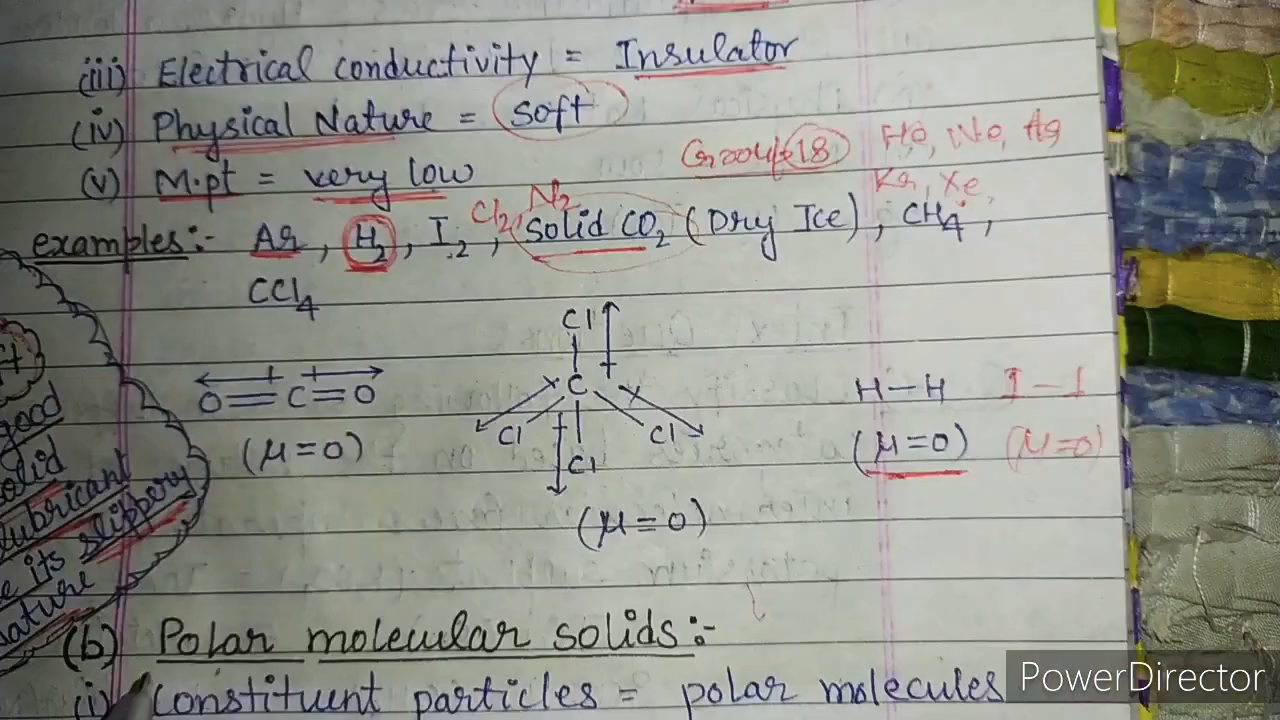 (iii) Electrical conductivity = Insulator
(iv) Physical Nature = soft
Group 18 He, Ne, Ar
(v) M.pt = very low
Kr, Xe,
Cl2, N2
examples:- Ar, H2, I2, solid CO2 (Dry Ice), CH4,
CCl4
Cl
O=C=O
C
H-H I-I
good
Cl Cl
(μ=0)
(μ=0) (μ=0)
solid
Cl
lubricant
(μ=0)
its slippery
nature
(b) Polar molecular solids:-
(i) constituent particles = polar molecules
PowerDirector